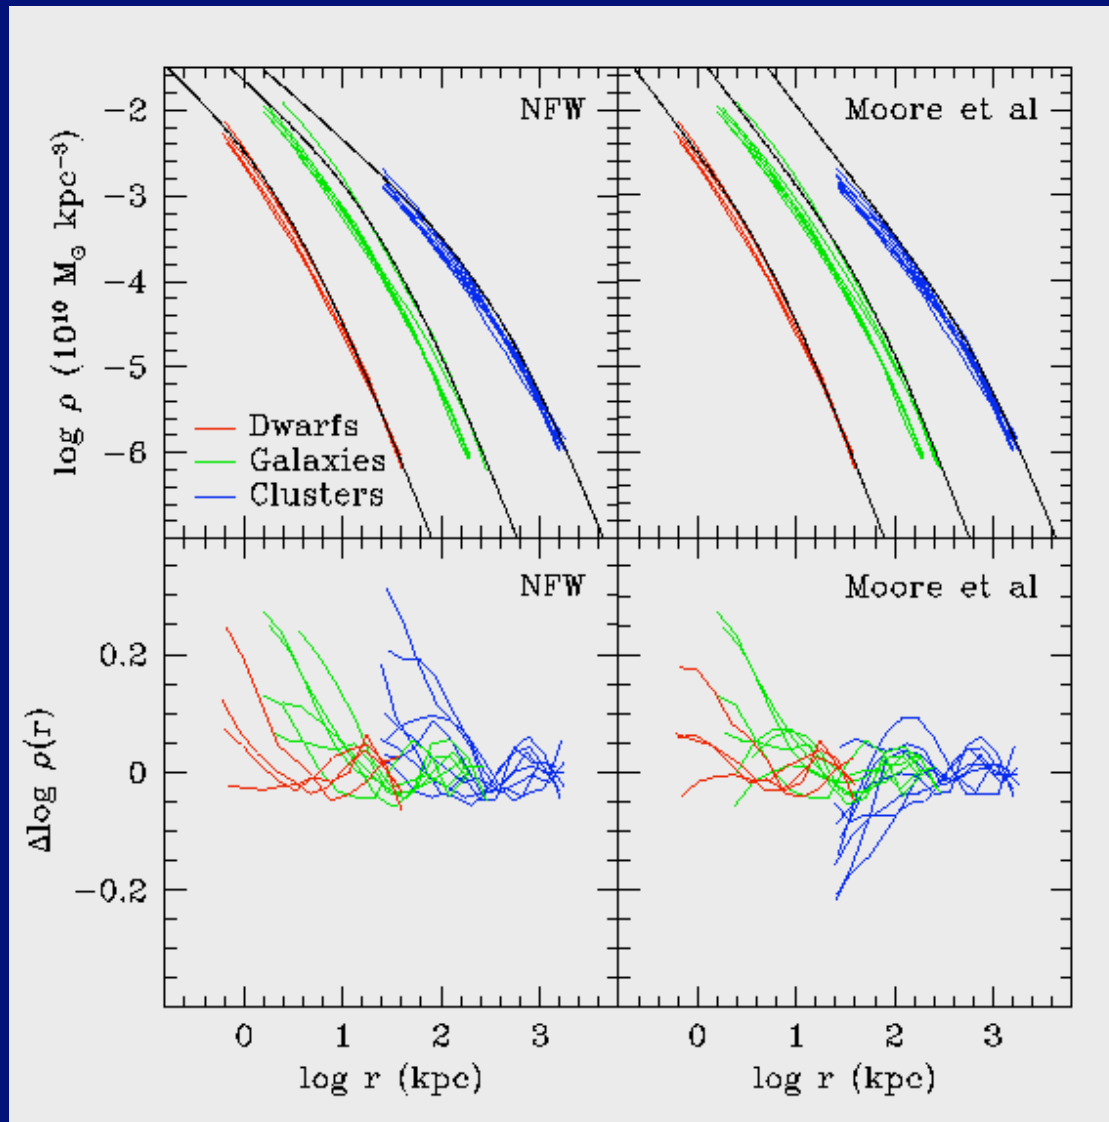 NFW
Moore et al
−2
−3
−4
−5
−6
log ρ (10¹⁰ M⊙ kpc⁻³)
Dwarfs
Galaxies
Clusters
NFW
Moore et al
0.2
0
−0.2
Δlog ρ(r)
0 1 2 3
0 1 2 3
log r (kpc)
log r (kpc)